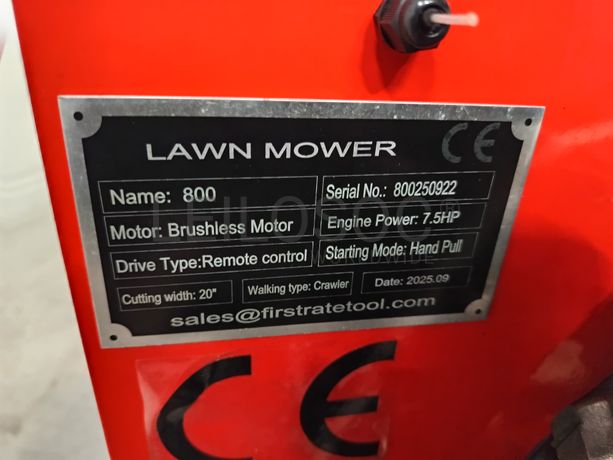 LAWN MOWER CE
Name: 800
Serial No.: 800250922
Motor: Brushless Motor
Engine Power: 7.5HP
Drive Type:Remote control
Starting Mode: Hand Pull
Cutting width: 20"
Walking type: Crawler
Date: 2025.09
sales@firstratetool.com
CE
LEILOSOC